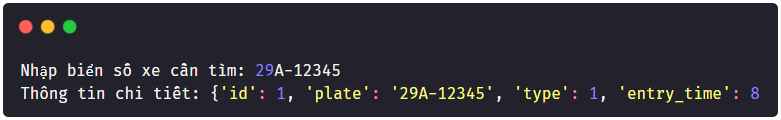 Nhập biển số xe cần tìm: 29A-12345
Thông tin chi tiết: {'id': 1, 'plate': '29A-12345', 'type': 1, 'entry_time': 8